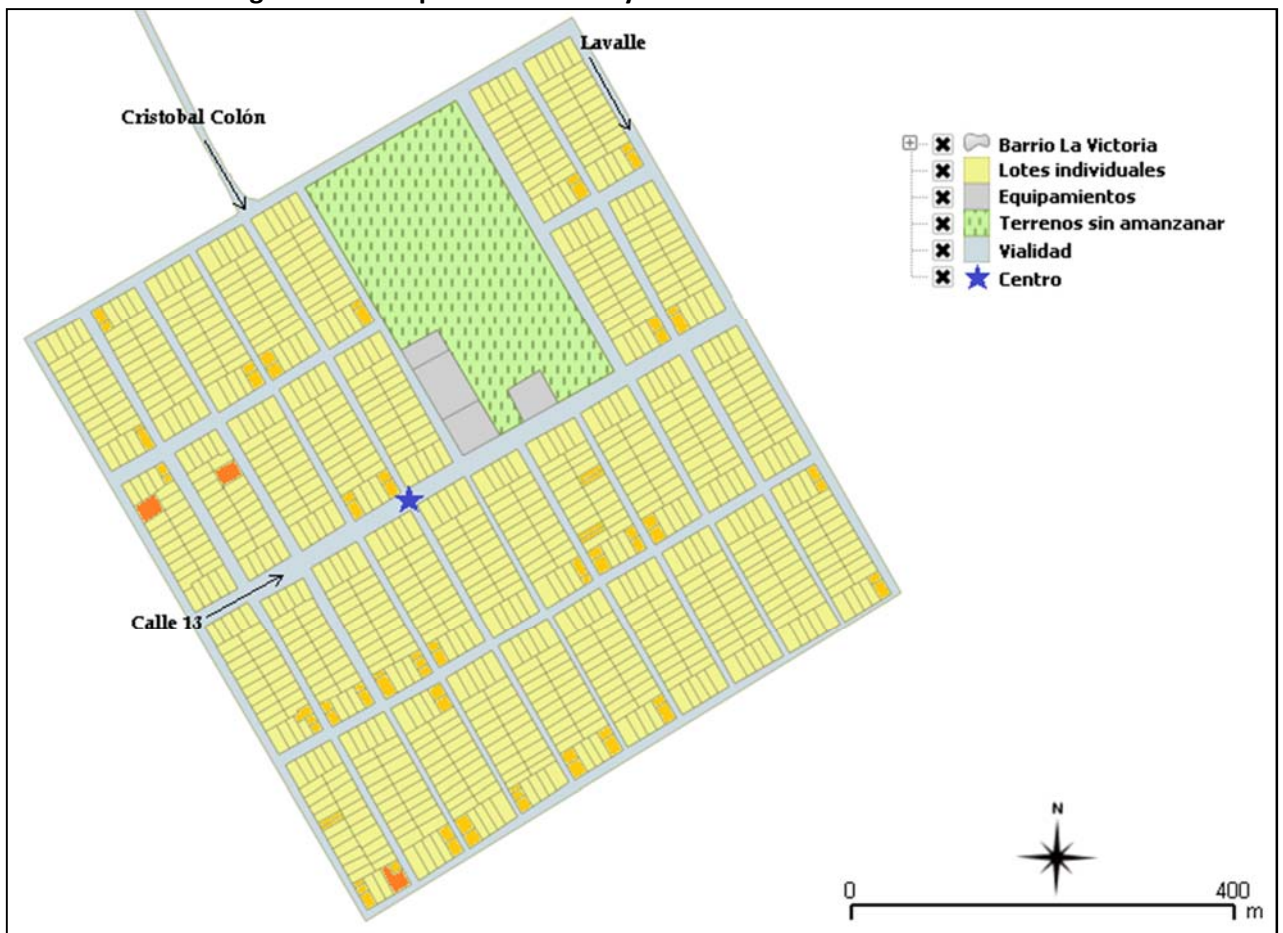 Lavalle
Cristobal Colón
Barrio La Victoria
Lotes individuales
Equipamientos
Terrenos sin amanzanar
Vialidad
Centro
Calle 13
N
0 400
m